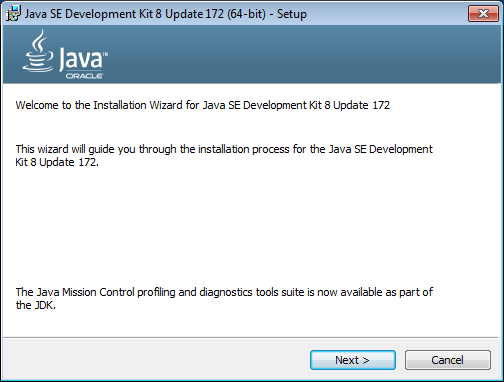 Java SE Development Kit 8 Update 172 (64-bit) - Setup
Java™
ORACLE
Welcome to the Installation Wizard for Java SE Development Kit 8 Update 172
This wizard will guide you through the installation process for the Java SE Development
Kit 8 Update 172.
The Java Mission Control profiling and diagnostics tools suite is now available as part of
the JDK.
Next >
Cancel